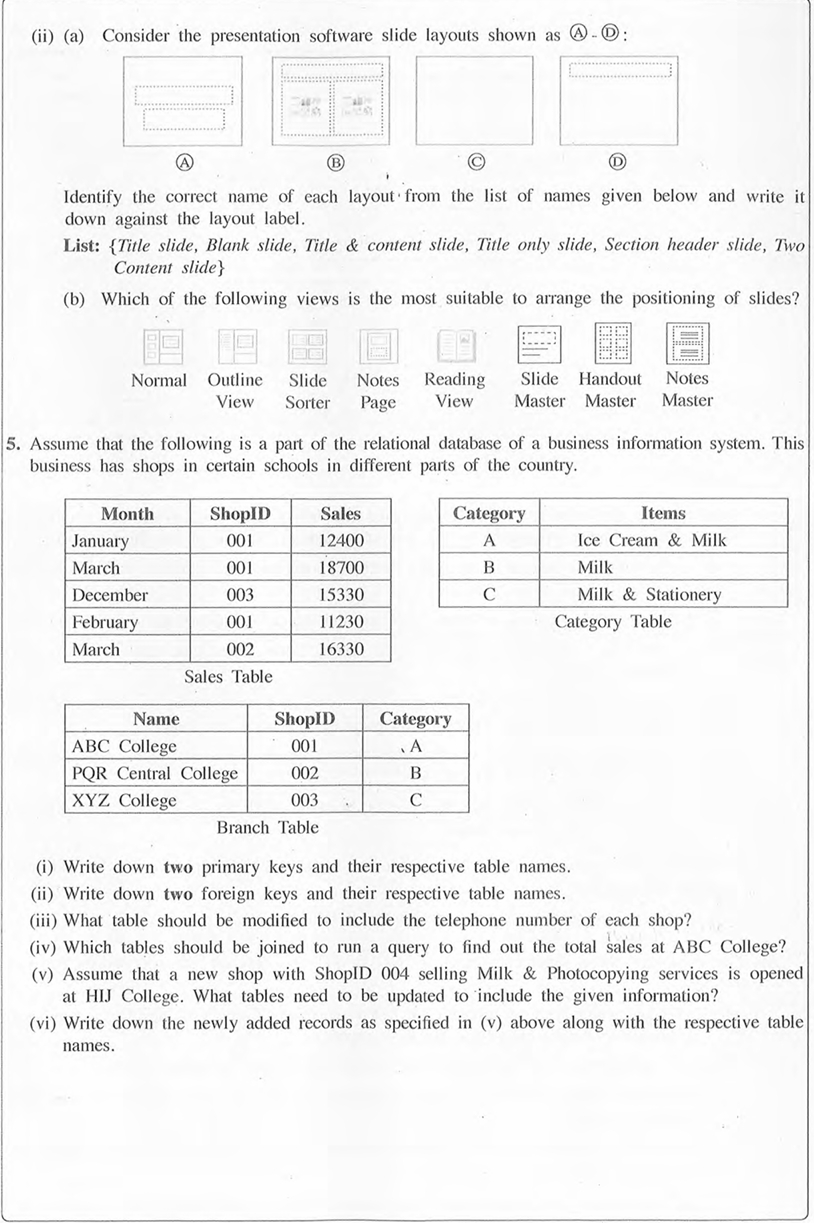 (ii) (a) Consider the presentation software slide layouts shown as Ⓐ - Ⓓ :
Ⓐ Ⓑ Ⓒ Ⓓ
Identify the correct name of each layout from the list of names given below and write it
down against the layout label.
List: {Title slide, Blank slide, Title & content slide, Title only slide, Section header slide, Two
Content slide}
(b) Which of the following views is the most suitable to arrange the positioning of slides?
Normal Outline Slide Notes Reading Slide Handout Notes
View Sorter Page View Master Master Master
5. Assume that the following is a part of the relational database of a business information system. This
business has shops in certain schools in different parts of the country.
Month ShopID Sales
January 001 12400
March 001 18700
December 003 15330
February 001 11230
March 002 16330
Sales Table
Category Items
A Ice Cream & Milk
B Milk
C Milk & Stationery
Category Table
Name ShopID Category
ABC College 001 A
PQR Central College 002 B
XYZ College 003 C
Branch Table
(i) Write down two primary keys and their respective table names.
(ii) Write down two foreign keys and their respective table names.
(iii) What table should be modified to include the telephone number of each shop?
(iv) Which tables should be joined to run a query to find out the total sales at ABC College?
(v) Assume that a new shop with ShopID 004 selling Milk & Photocopying services is opened
at HIJ College. What tables need to be updated to include the given information?
(vi) Write down the newly added records as specified in (v) above along with the respective table
names.